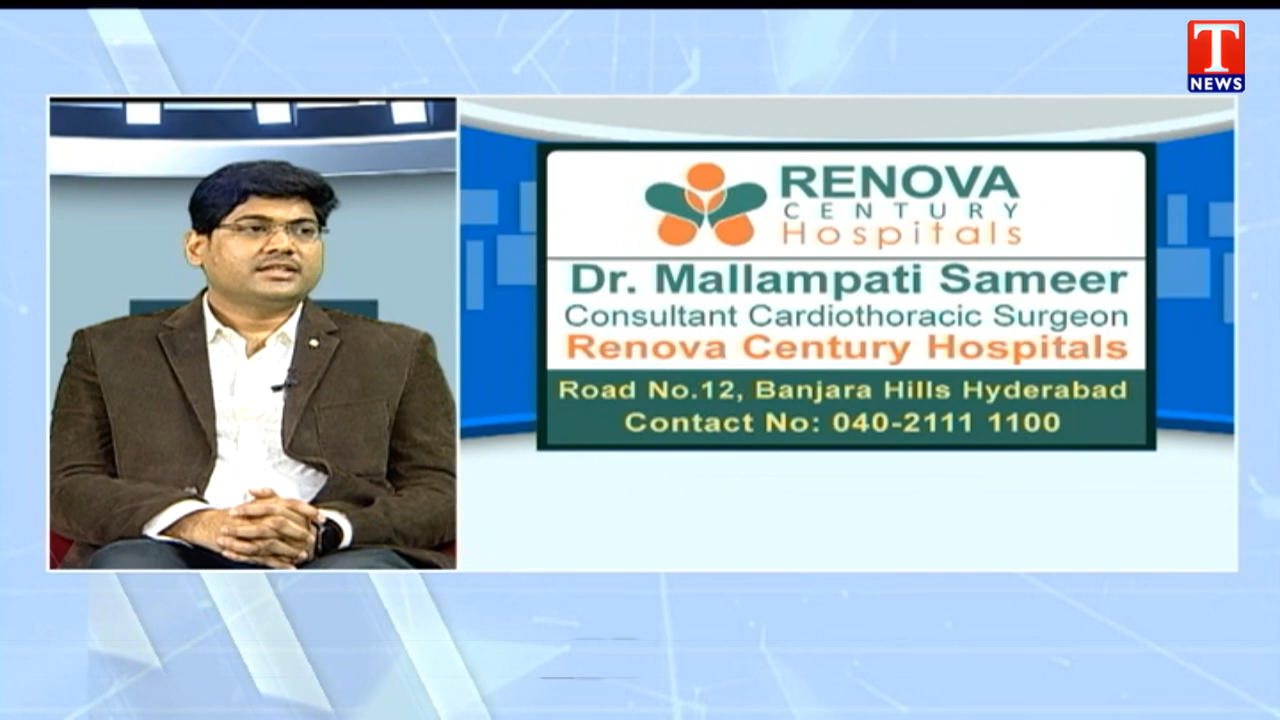 T
NEWS
RENOVA
CENTURY
Hospitals
Dr. Mallampati Sameer
Consultant Cardiothoracic Surgeon
Renova Century Hospitals
Road No.12, Banjara Hills Hyderabad
Contact No: 040-2111 1100